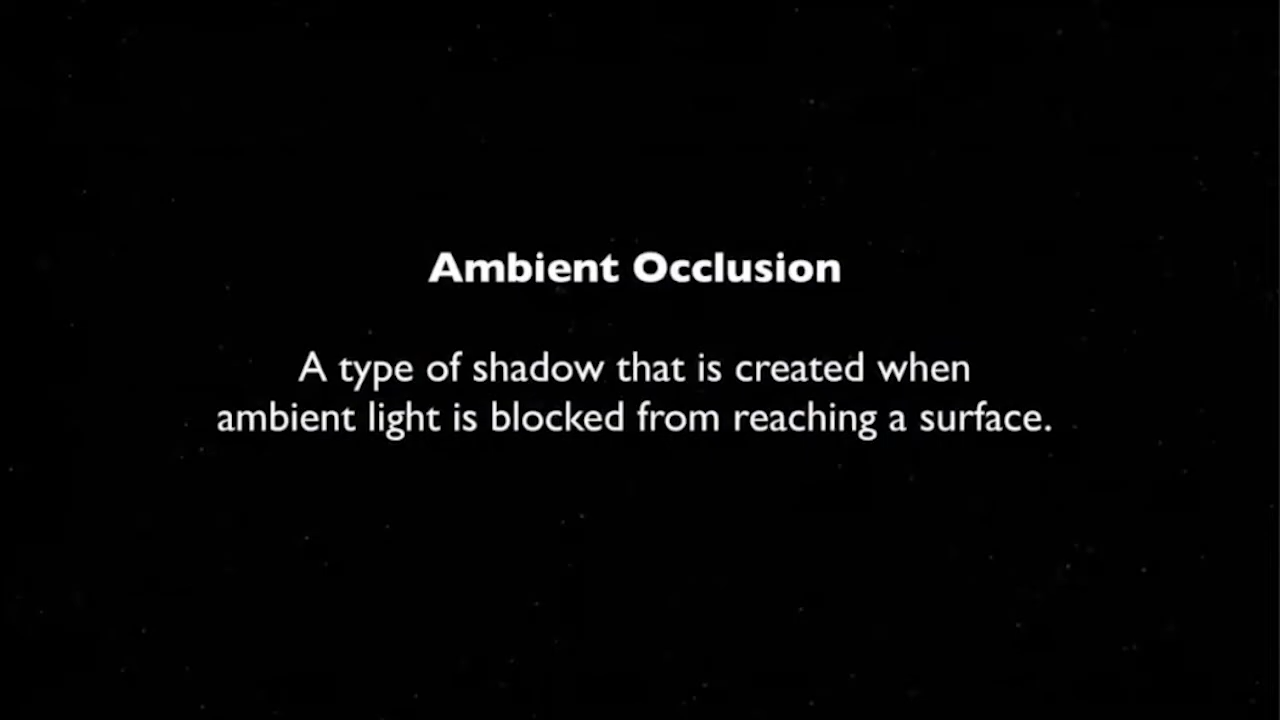 Ambient Occlusion
A type of shadow that is created when
ambient light is blocked from reaching a surface.